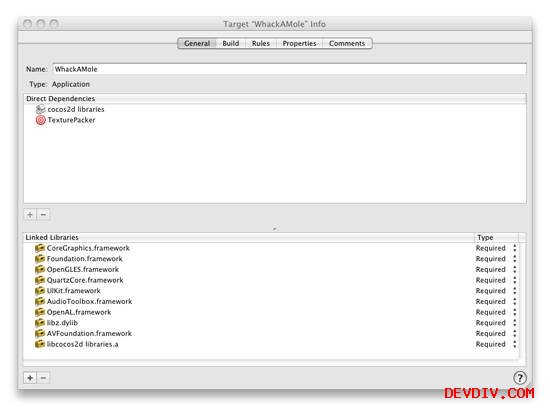 Target "WhackAMole" Info
General Build Rules Properties Comments
Name: WhackAMole
Type: Application
Direct Dependencies
cocos2d libraries
TexturePacker
+ −
Linked Libraries Type
CoreGraphics.framework Required
Foundation.framework Required
OpenGLES.framework Required
QuartzCore.framework Required
UIKit.framework Required
AudioToolbox.framework Required
OpenAL.framework Required
libz.dylib Required
AVFoundation.framework Required
libcocos2d libraries.a Required
+ − ?
DEVDIV.COM